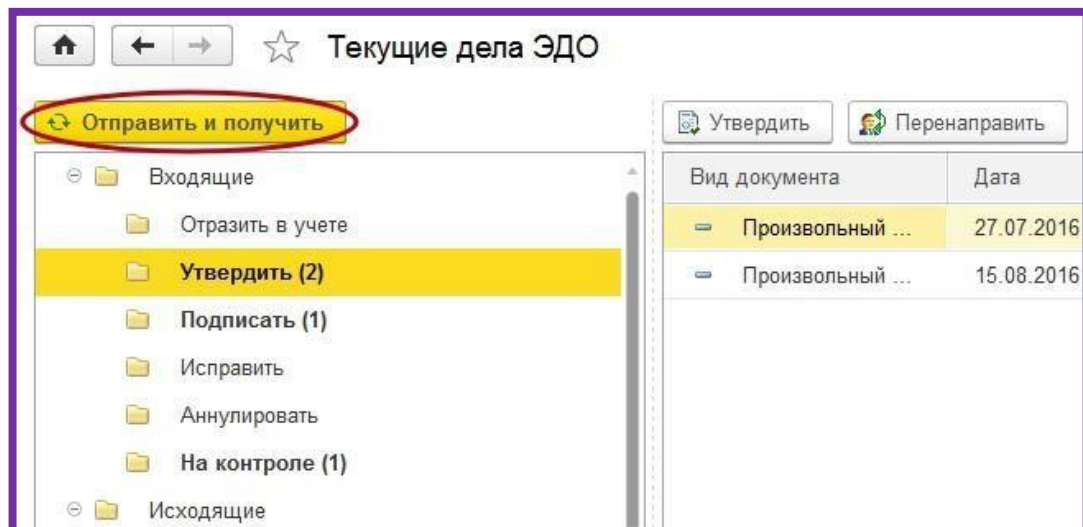 Текущие дела ЭДО
Отправить и получить
Утвердить
Перенаправить
Входящие
Отразить в учете
Утвердить (2)
Подписать (1)
Исправить
Аннулировать
На контроле (1)
Исходящие
Вид документа Дата
Произвольный ... 27.07.2016
Произвольный ... 15.08.2016